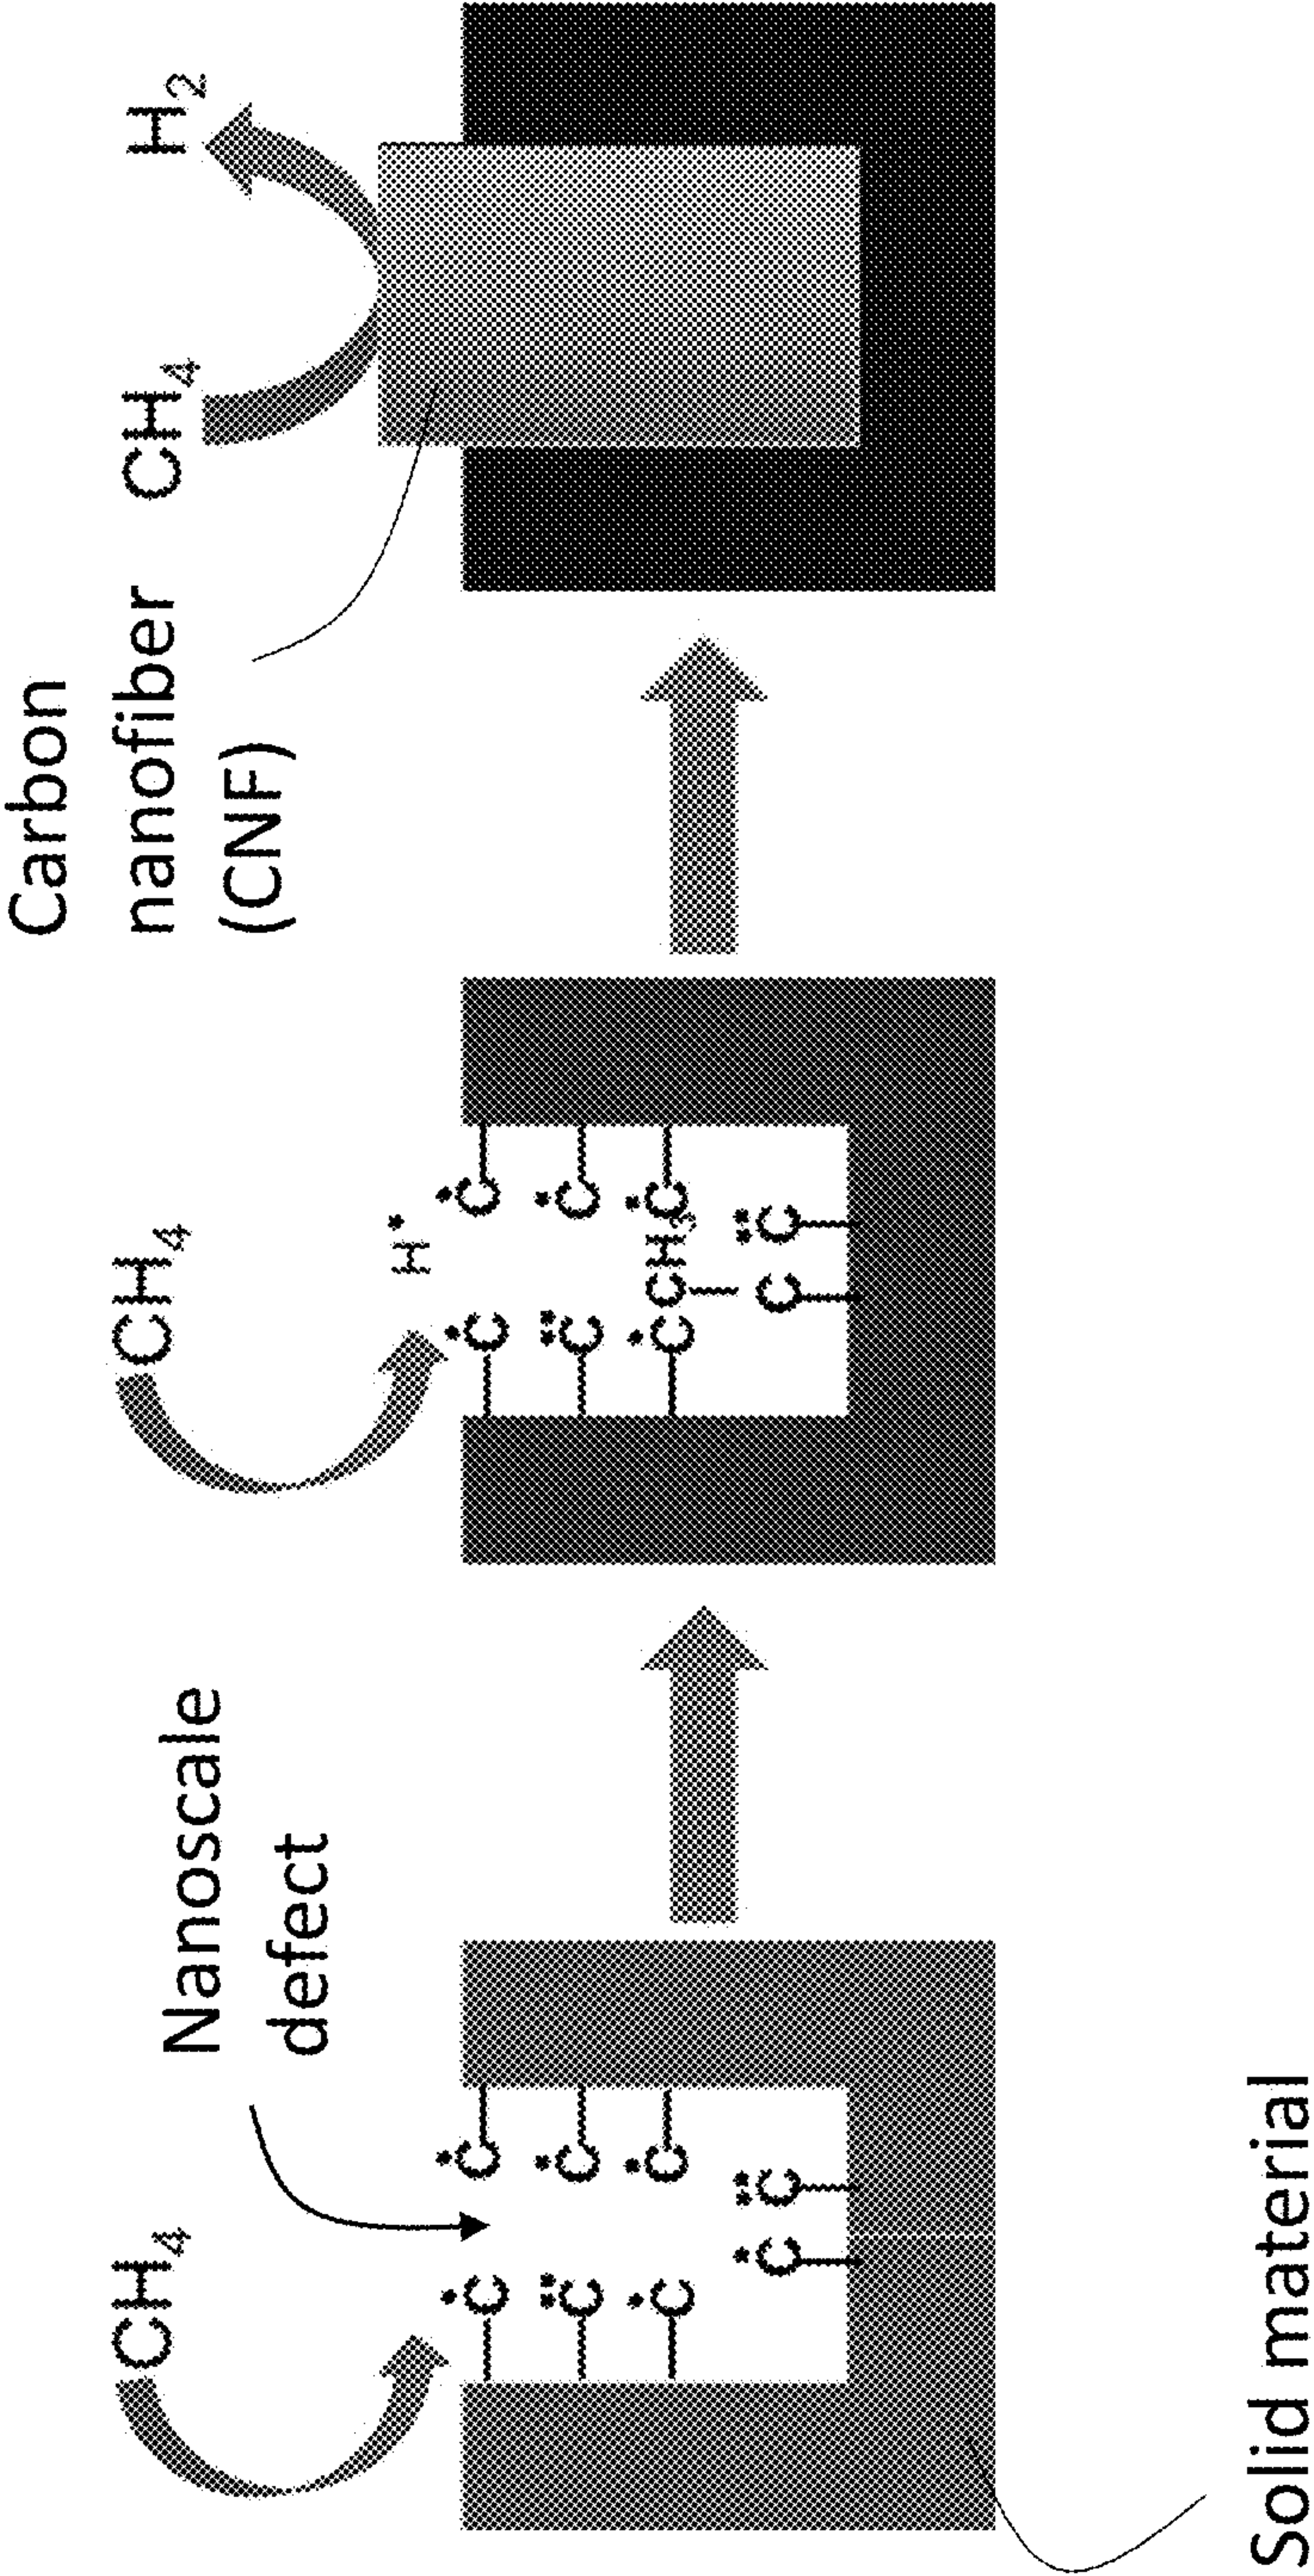 CH₄
Nanoscale
defect
Ċ Ċ
C̈ Ċ
Ċ Ċ
Ċ C̈
Solid material
CH₄
H•
Ċ Ċ
C̈ Ċ
Ċ CH₃ Ċ
C C̈
Carbon
nanofiber
(CNF)
CH₄ H₂